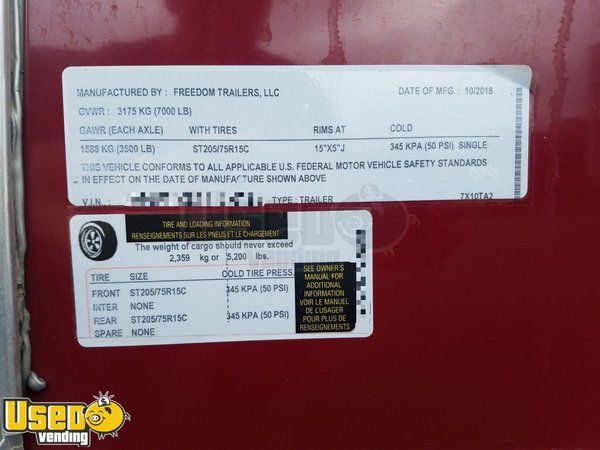 MANUFACTURED BY : FREEDOM TRAILERS, LLC DATE OF MFG. : 10/2018
GVWR : 3175 KG (7000 LB)
GAWR (EACH AXLE) WITH TIRES RIMS AT COLD
1588 KG (3500 LB) ST205/75R15C 15"X5"J 345 KPA (50 PSI) SINGLE
THIS VEHICLE CONFORMS TO ALL APPLICABLE U.S. FEDERAL MOTOR VEHICLE SAFETY STANDARDS
IN EFFECT ON THE DATE OF MANUFACTURE SHOWN ABOVE
V.I.N. : TYPE : TRAILER 7X10TA2
TIRE AND LOADING INFORMATION
RENSEIGNEMENTS SUR LES PNEUS ET LE CHARGEMENT
The weight of cargo should never exceed
2,359 kg or 5,200 lbs.
TIRE SIZE COLD TIRE PRESS.
FRONT ST205/75R15C 345 KPA (50 PSI)
INTER NONE
REAR ST205/75R15C 345 KPA (50 PSI)
SPARE NONE
SEE OWNER'S
MANUAL FOR
ADDITIONAL
INFORMATION
VOIR LE MANUEL
DE L'USAGER
POUR PLUS DE
RENSEIGNEMENTS
Used
vending
Used
vending